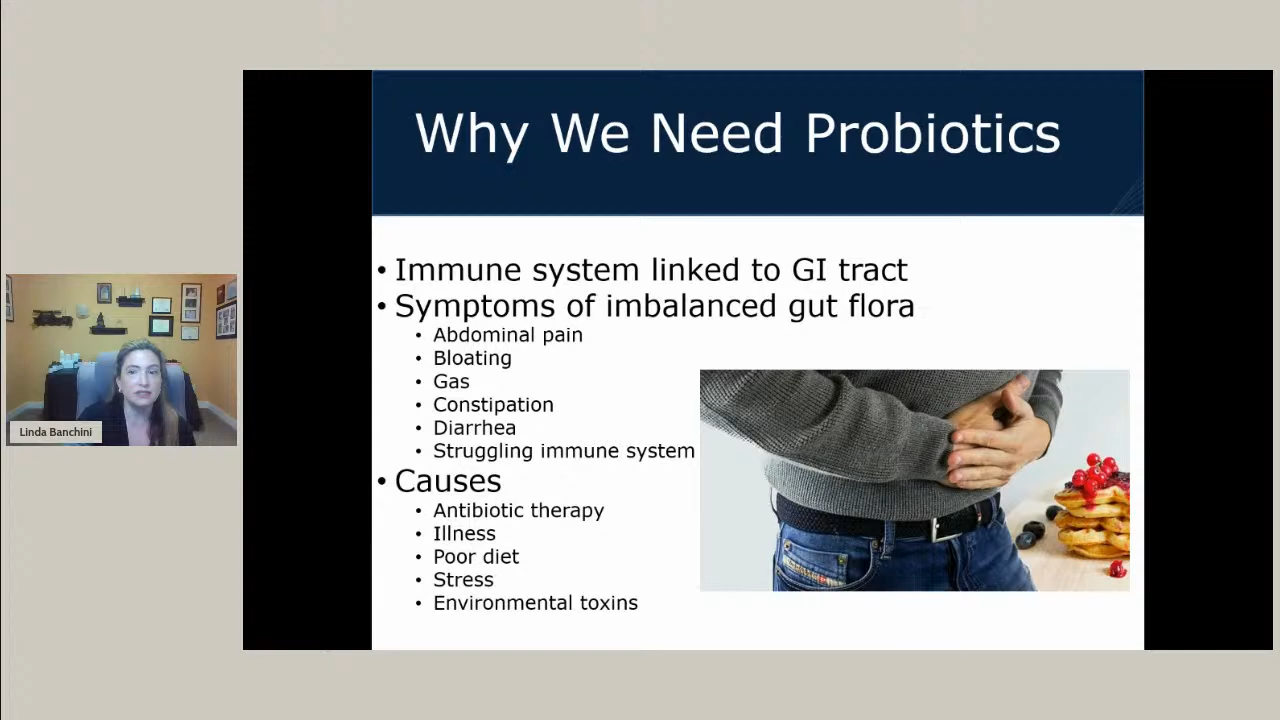 Why We Need Probiotics
• Immune system linked to GI tract
• Symptoms of imbalanced gut flora
• Abdominal pain
• Bloating
• Gas
• Constipation
• Diarrhea
• Struggling immune system
• Causes
• Antibiotic therapy
• Illness
• Poor diet
• Stress
• Environmental toxins
Linda Banchini